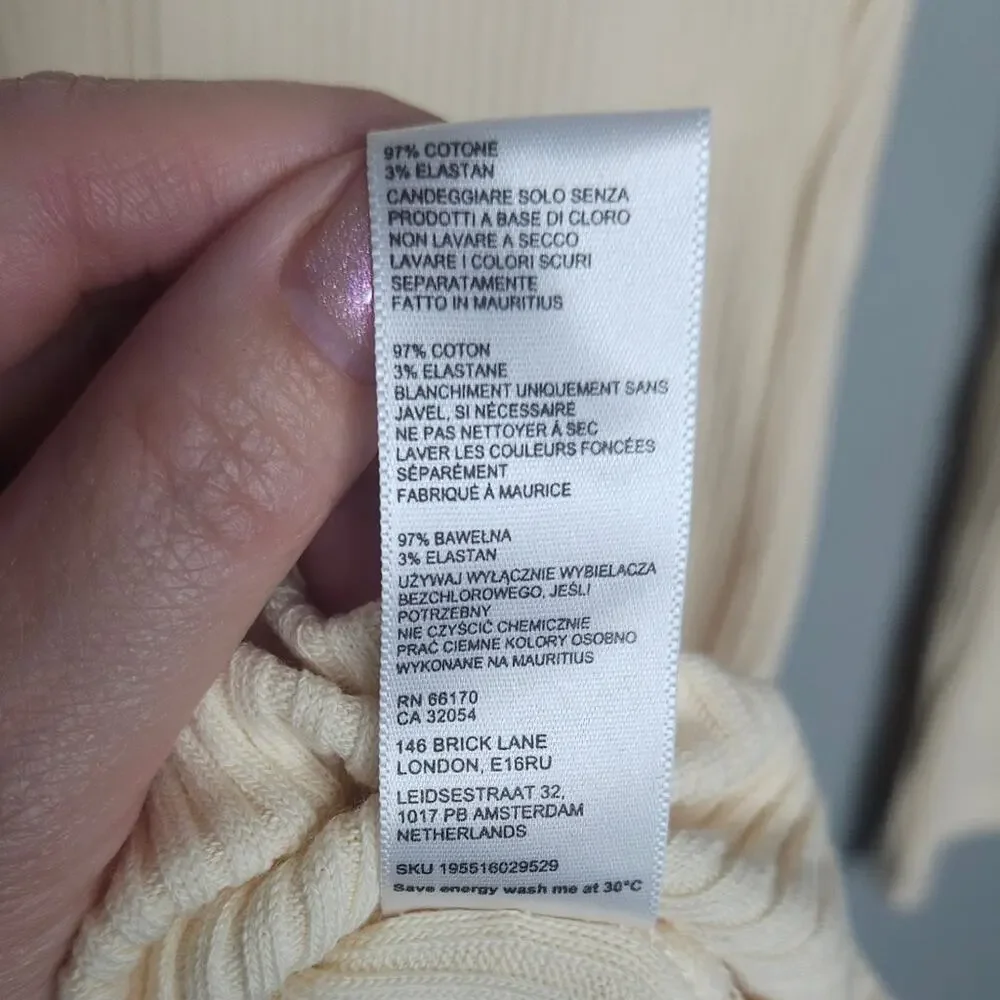 97% COTONE
3% ELASTAN
CANDEGGIARE SOLO SENZA
PRODOTTI A BASE DI CLORO
NON LAVARE A SECCO
LAVARE I COLORI SCURI
SEPARATAMENTE
FATTO IN MAURITIUS
97% COTON
3% ELASTANE
BLANCHIMENT UNIQUEMENT SANS
JAVEL, SI NÉCESSAIRE
NE PAS NETTOYER À SEC
LAVER LES COULEURS FONCÉES
SÉPARÉMENT
FABRIQUÉ À MAURICE
97% BAWEŁNA
3% ELASTAN
UŻYWAJ WYŁĄCZNIE WYBIELACZA
BEZCHLOROWEGO, JEŚLI
POTRZEBNY
NIE CZYŚCIĆ CHEMICZNIE
PRAĆ CIEMNE KOLORY OSOBNO
WYKONANE NA MAURITIUS
RN 66170
CA 32054
146 BRICK LANE
LONDON, E16RU
LEIDSESTRAAT 32,
1017 PB AMSTERDAM
NETHERLANDS
SKU 195516029529
Save energy wash me at 30°C